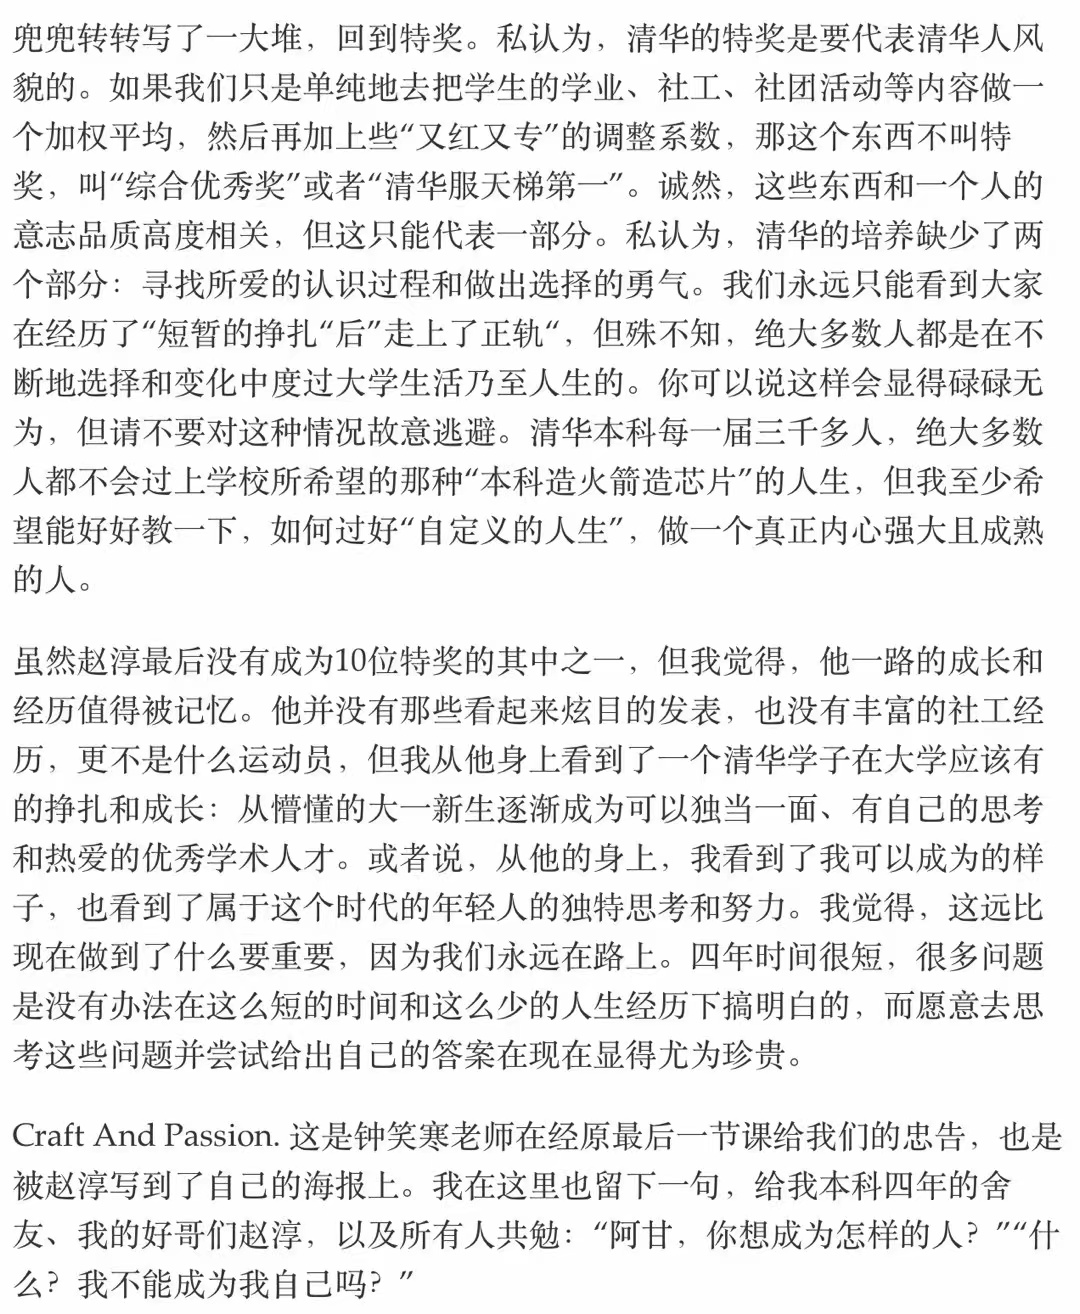 兜兜转转写了一大堆，回到特奖。私认为，清华的特奖是要代表清华人风
貌的。如果我们只是单纯地去把学生的学业、社工、社团活动等内容做一
个加权平均，然后再加上些“又红又专”的调整系数，那这个东西不叫特
奖，叫“综合优秀奖”或者“清华服天梯第一”。诚然，这些东西和一个人的
意志品质高度相关，但这只能代表一部分。私认为，清华的培养缺少了两
个部分：寻找所爱的认识过程和做出选择的勇气。我们永远只能看到大家
在经历了“短暂的挣扎“后”走上了正轨“，但殊不知，绝大多数人都是在不
断地选择和变化中度过大学生活乃至人生的。你可以说这样会显得碌碌无
为，但请不要对这种情况故意逃避。清华本科每一届三千多人，绝大多数
人都不会过上学校所希望的那种“本科造火箭造芯片”的人生，但我至少希
望能好好教一下，如何过好“自定义的人生”，做一个真正内心强大且成熟
的人。
虽然赵淳最后没有成为10位特奖的其中之一，但我觉得，他一路的成长和
经历值得被记忆。他并没有那些看起来炫目的发表，也没有丰富的社工经
历，更不是什么运动员，但我从他身上看到了一个清华学子在大学应该有
的挣扎和成长：从懵懂的大一新生逐渐成为可以独当一面、有自己的思考
和热爱的优秀学术人才。或者说，从他的身上，我看到了我可以成为的样
子，也看到了属于这个时代的年轻人的独特思考和努力。我觉得，这远比
现在做到了什么要重要，因为我们永远在路上。四年时间很短，很多问题
是没有办法在这么短的时间和这么少的人生经历下搞明白的，而愿意去思
考这些问题并尝试给出自己的答案在现在显得尤为珍贵。
Craft And Passion. 这是钟笑寒老师在经原最后一节课给我们的忠告，也是
被赵淳写到了自己的海报上。我在这里也留下一句，给我本科四年的舍
友、我的好哥们赵淳，以及所有人共勉：“阿甘，你想成为怎样的人？”“什
么？我不能成为我自己吗？”